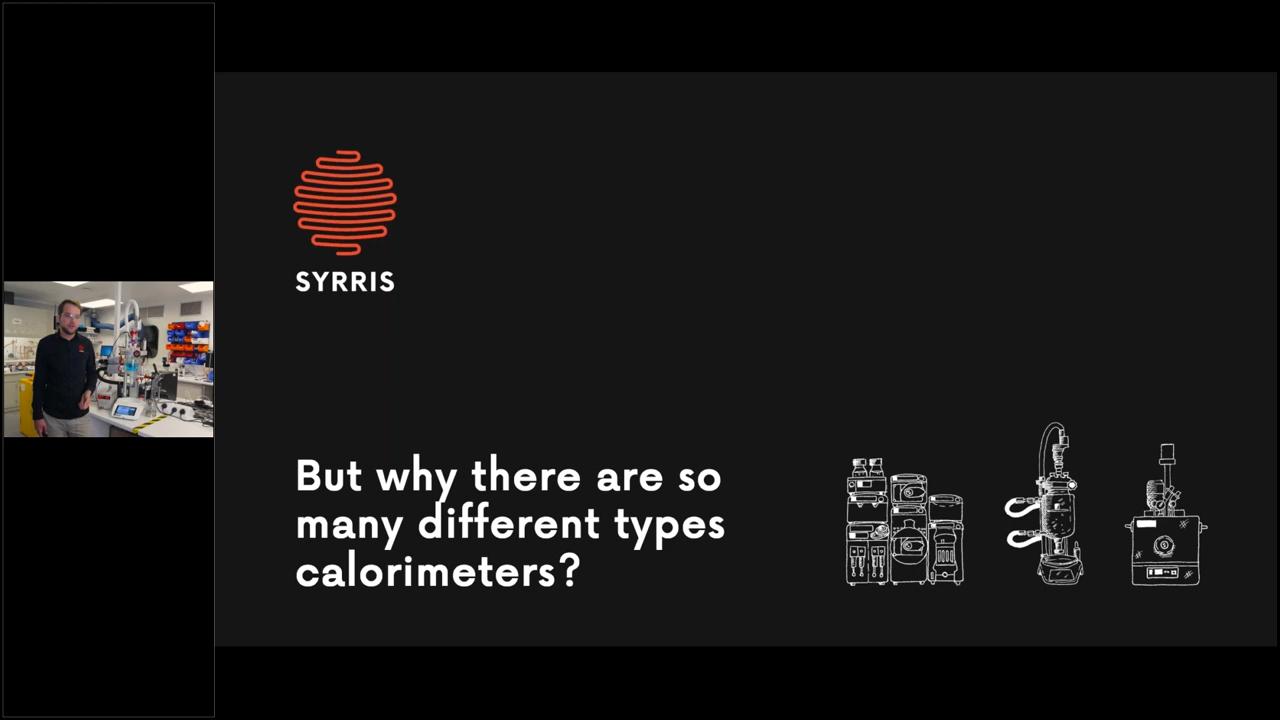 SYRRIS
But why there are so
many different types
calorimeters?